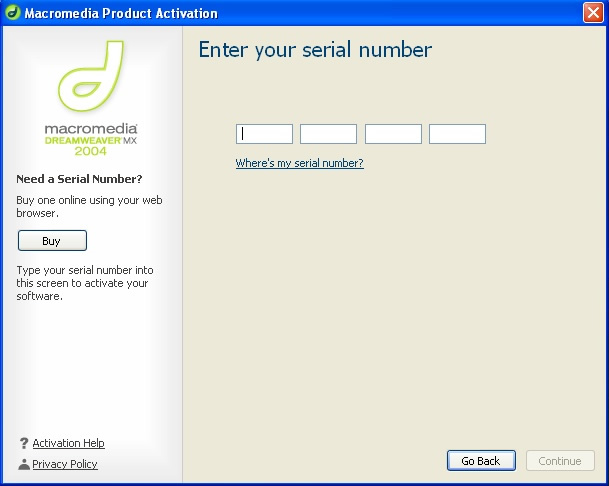 Macromedia Product Activation
Enter your serial number
macromedia®
DREAMWEAVER® MX
2004
Where's my serial number?
Need a Serial Number?
Buy one online using your web
browser.
Buy
Type your serial number into
this screen to activate your
software.
? Activation Help
Privacy Policy
Go Back
Continue